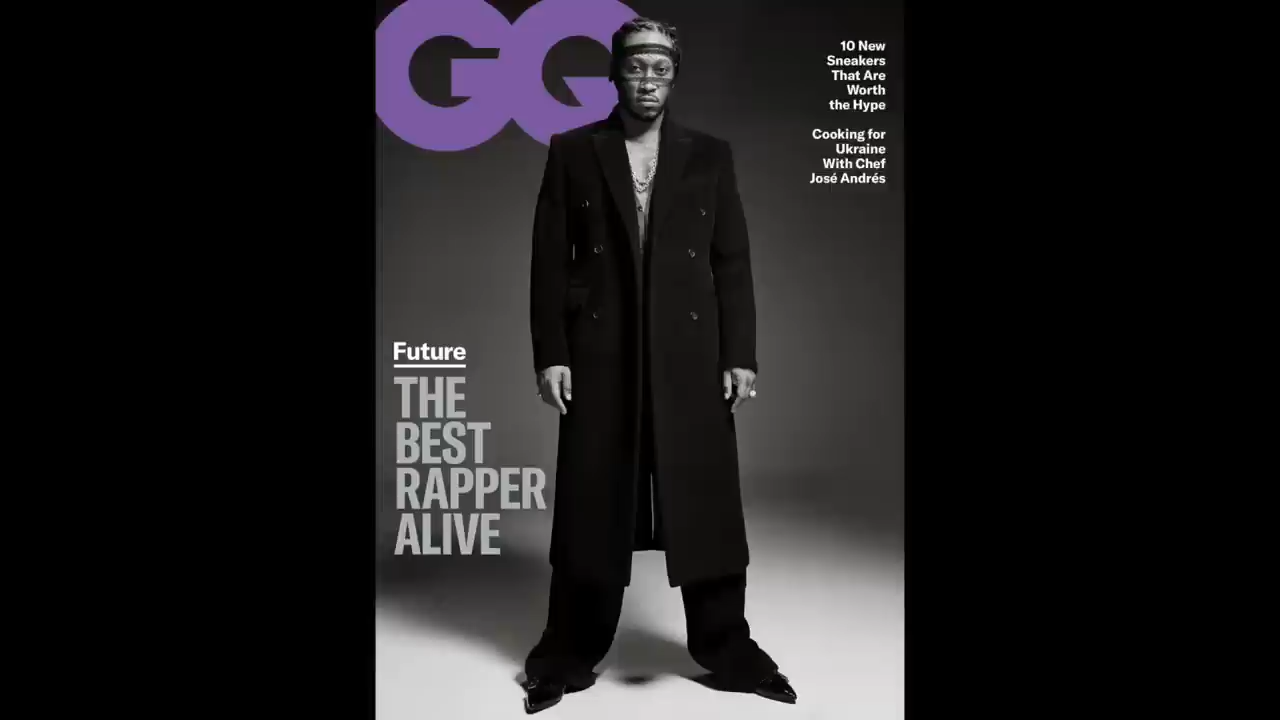 GQ
10 New
Sneakers
That Are
Worth
the Hype
Cooking for
Ukraine
With Chef
José Andrés
Future
THE
BEST
RAPPER
ALIVE